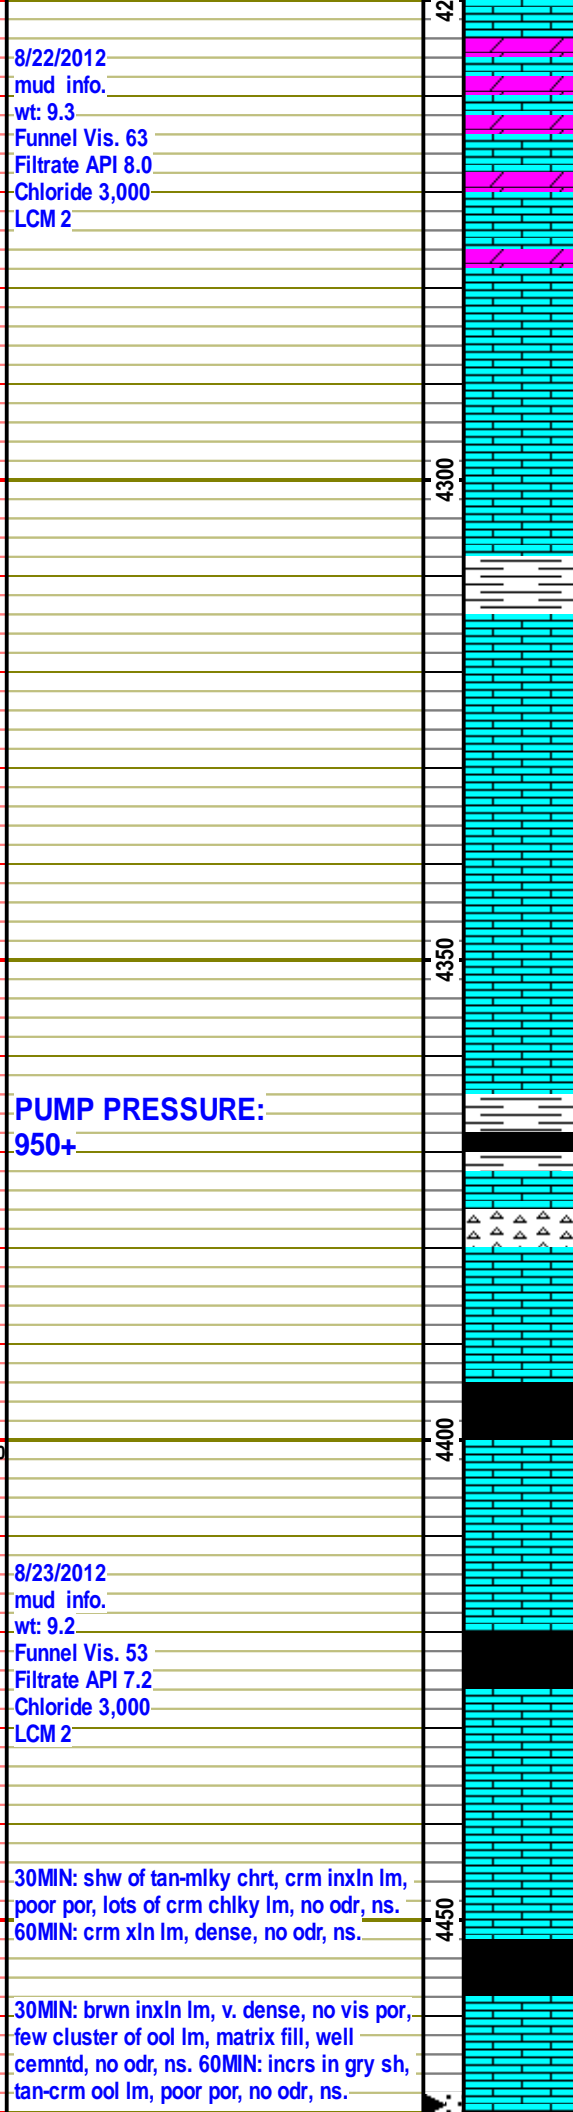 42
8/22/2012
mud info.
wt: 9.3
Funnel Vis. 63
Filtrate API 8.0
Chloride 3,000
LCM 2
4300
4350
PUMP PRESSURE:
950+
4400
8/23/2012
mud info.
wt: 9.2
Funnel Vis. 53
Filtrate API 7.2
Chloride 3,000
LCM 2
30MIN: shw of tan-mlky chrt, crm inxln lm,
poor por, lots of crm chlky lm, no odr, ns.
60MIN: crm xln lm, dense, no odr, ns.
4450
30MIN: brwn inxln lm, v. dense, no vis por,
few cluster of ool lm, matrix fill, well
cemntd, no odr, ns. 60MIN: incrs in gry sh,
tan-crm ool lm, poor por, no odr, ns.